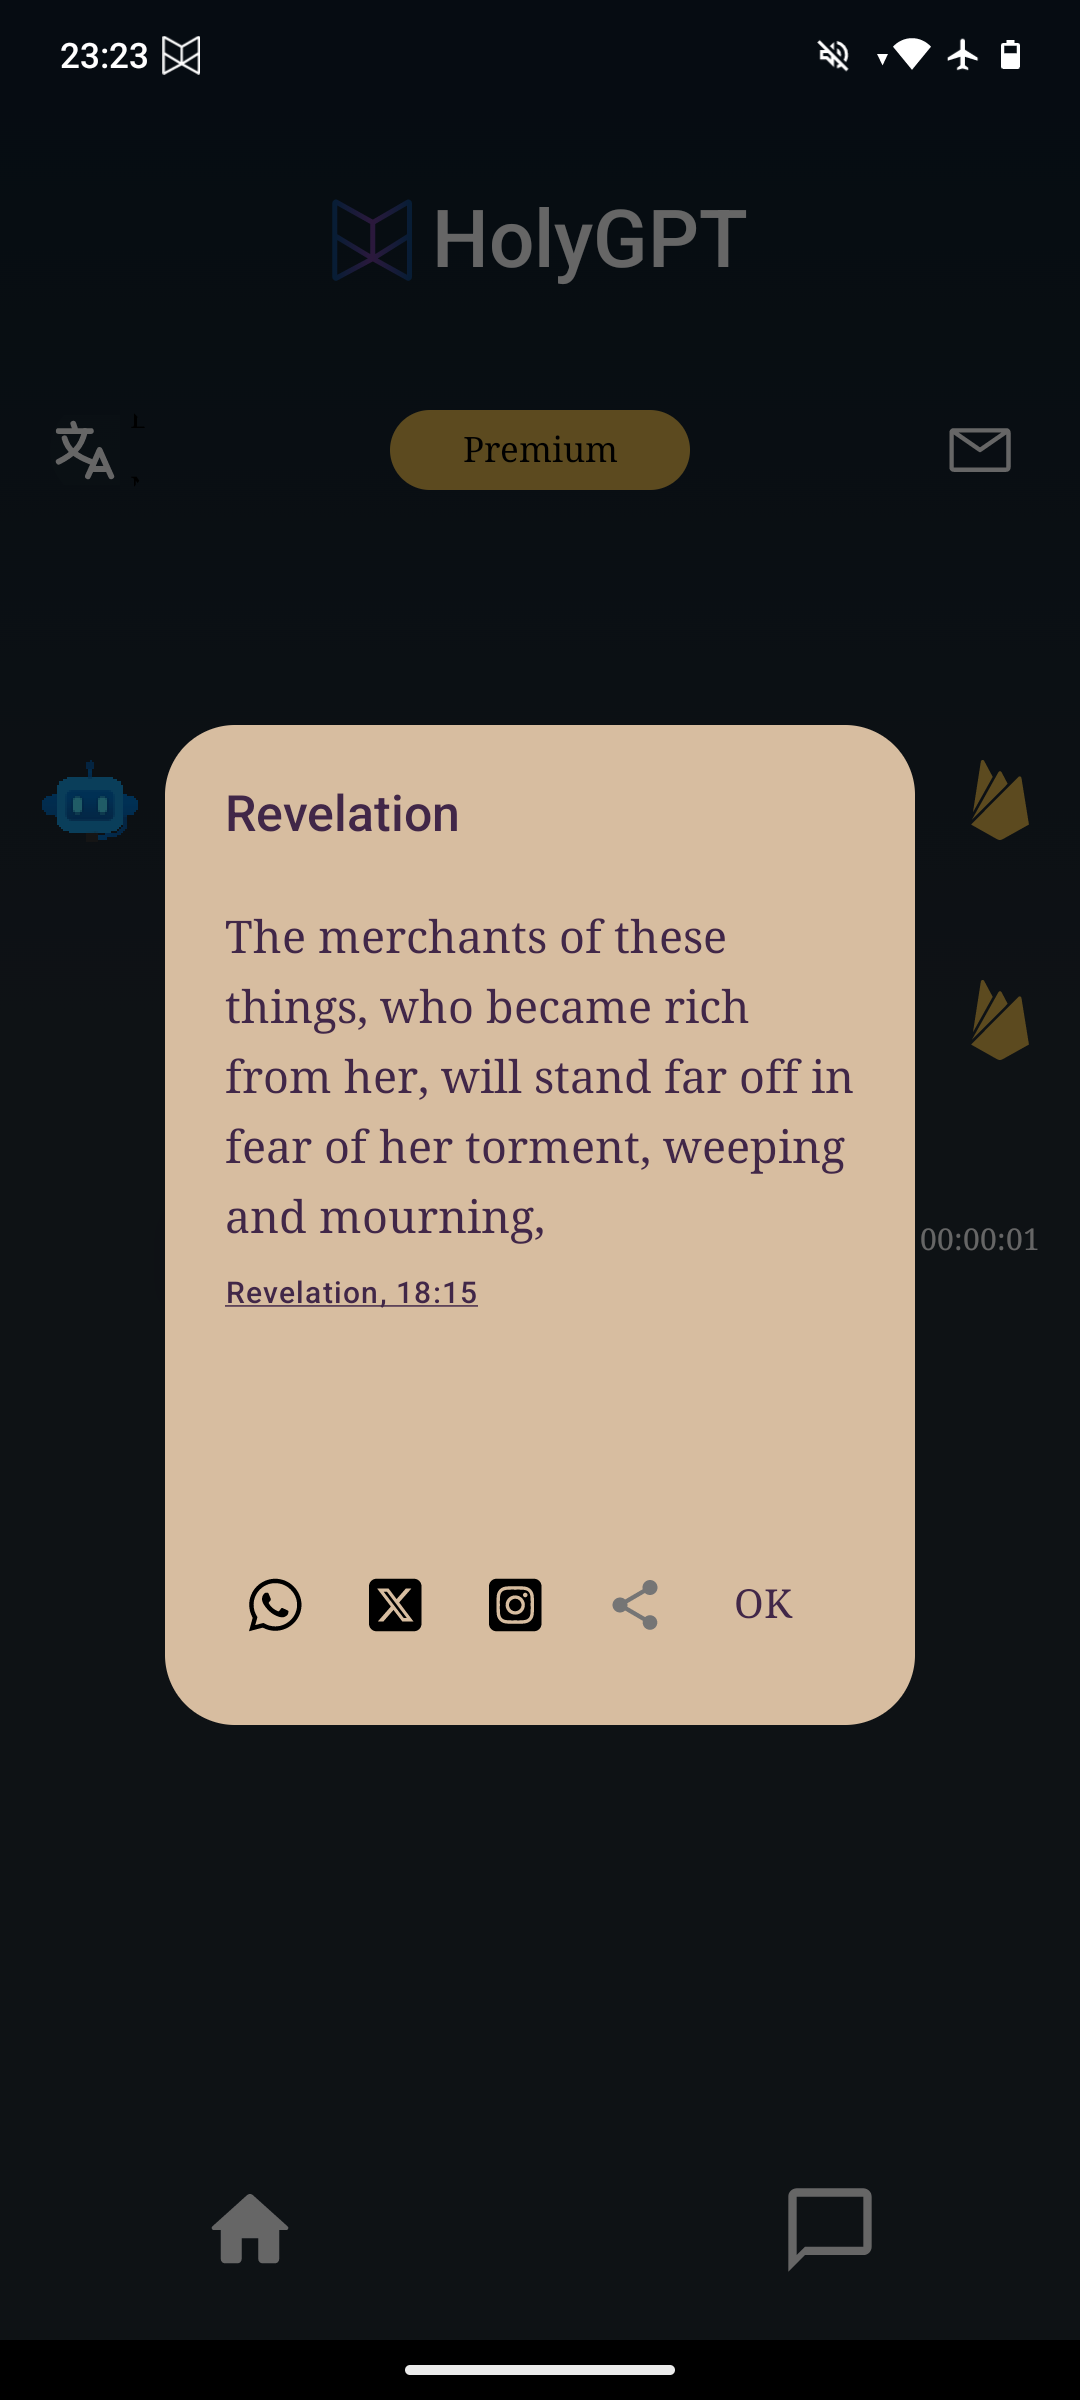 23:23
HolyGPT
Premium
Revelation
The merchants of these
things, who became rich
from her, will stand far off in
fear of her torment, weeping
and mourning,
Revelation, 18:15
00:00:01
OK